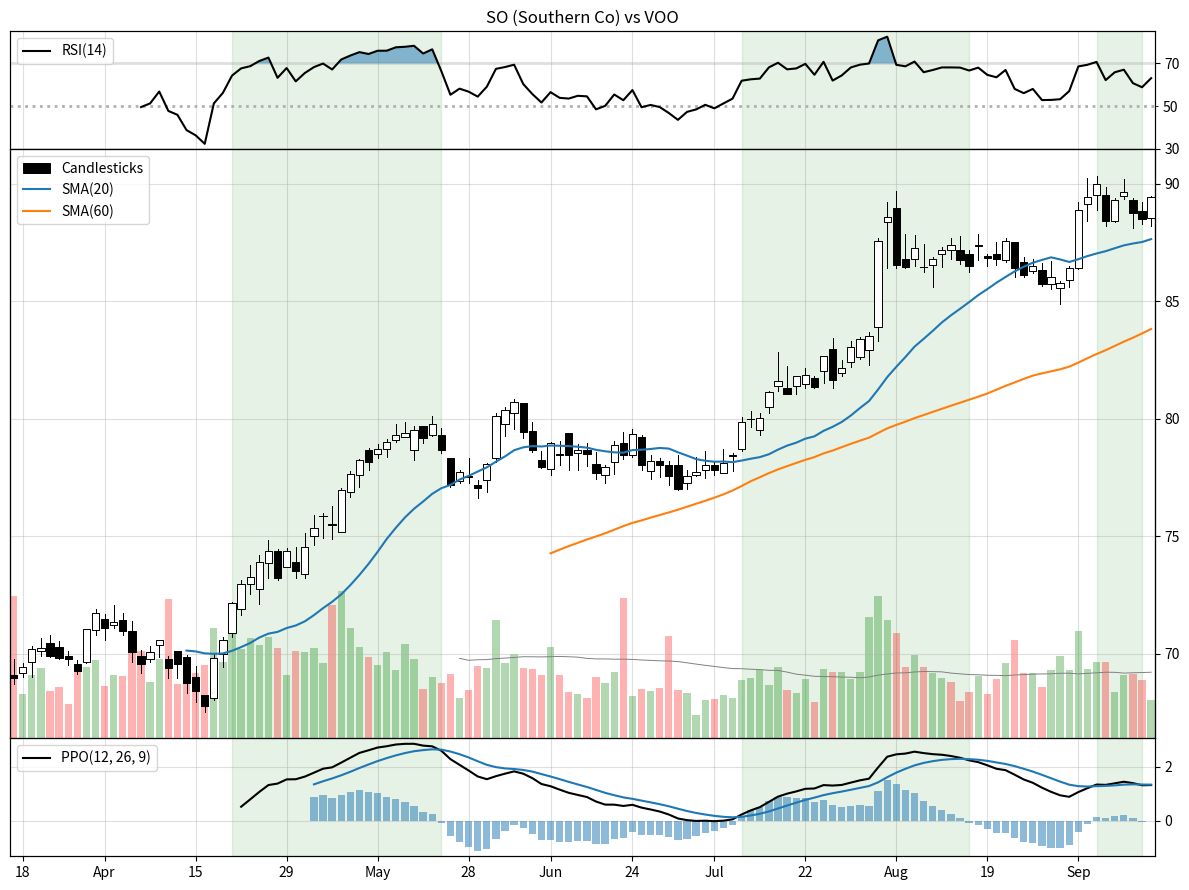 SO (Southern Co) vs VOO
RSI(14)
70
50
30
Candlesticks
SMA(20)
SMA(60)
90
85
80
75
70
PPO(12, 26, 9)
2
0
18 Apr 15 29 May 28 Jun 24 Jul 22 Aug 19 Sep